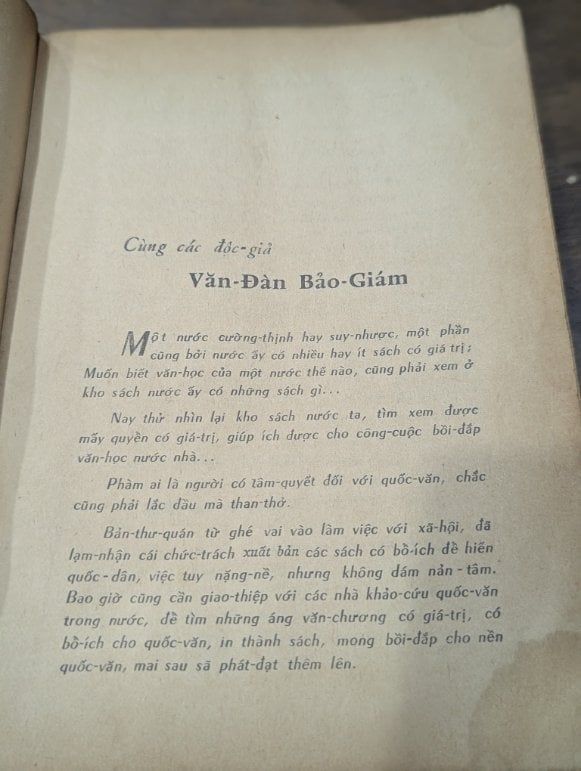 Cùng các độc-giả
Văn-Đàn Bảo-Giám
Một nước cường-thịnh hay suy-nhược, một phần
cũng bởi nước ấy có nhiều hay ít sách có giá trị;
Muốn biết văn-học của một nước thế nào, cũng phải xem ở
kho sách nước ấy có những sách gì...
Nay thử nhìn lại kho sách nước ta, tìm xem được
mấy quyền có giá-trị, giúp ích được cho công-cuộc bồi-đắp
văn-học nước nhà...
Phàm ai là người có tâm-quyết đối với quốc-văn, chắc
cũng phải lắc đầu mà than-thở.
Bản-thư-quán từ ghé vai vào làm việc với xã-hội, đã
lạm-nhận cái chức-trách xuất bản các sách có bồ-ích đề hiến
quốc-dân, việc tuy nặng-nề, nhưng không dám nản-tâm.
Bao giờ cũng cần giao-thiệp với các nhà khảo-cứu quốc-văn
trong nước, đề tìm những áng văn-chương có giá-trị, có
bồ-ích cho quốc-văn, in thành sách, mong bồi-đắp cho nền
quốc-văn, mai sau sã phát-đạt thêm lên.